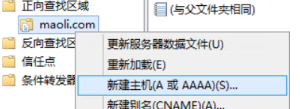 正向查找区域
(与父文件夹相同)
maoli.com
反向查找区
更新服务器数据文件(U)
信任点
重新加载(E)
条件转发器
新建主机(A 或 AAAA)(S)...
新建别名(CNAME)(A)...